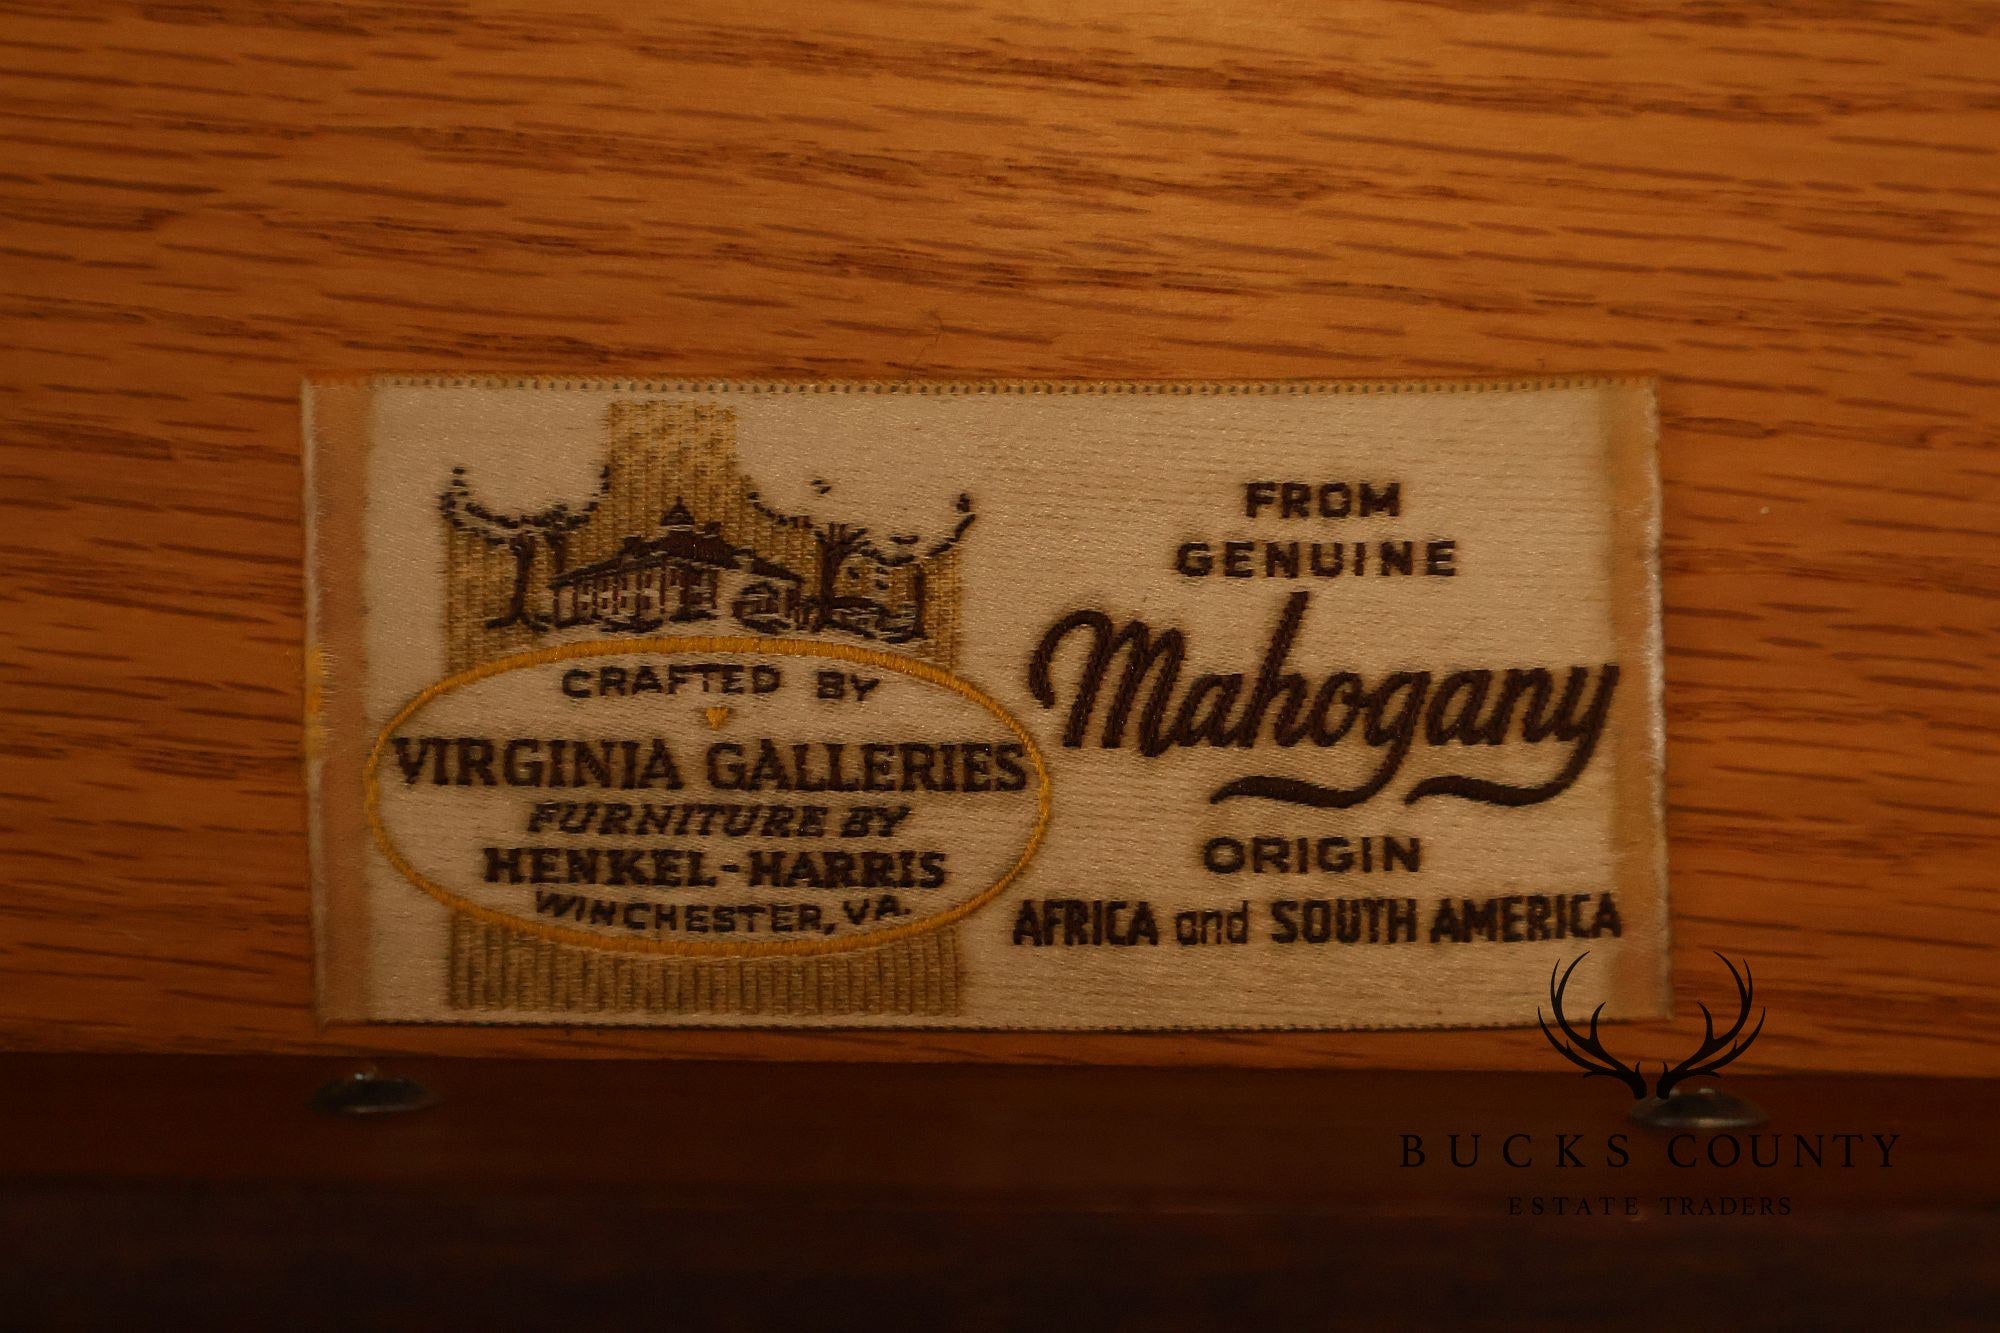 CRAFTED BY
VIRGINIA GALLERIES
FURNITURE BY
HENKEL-HARRIS
WINCHESTER, VA.
FROM
GENUINE
Mahogany
ORIGIN
AFRICA and SOUTH AMERICA
BUCKS COUNTY
ESTATE TRADERS